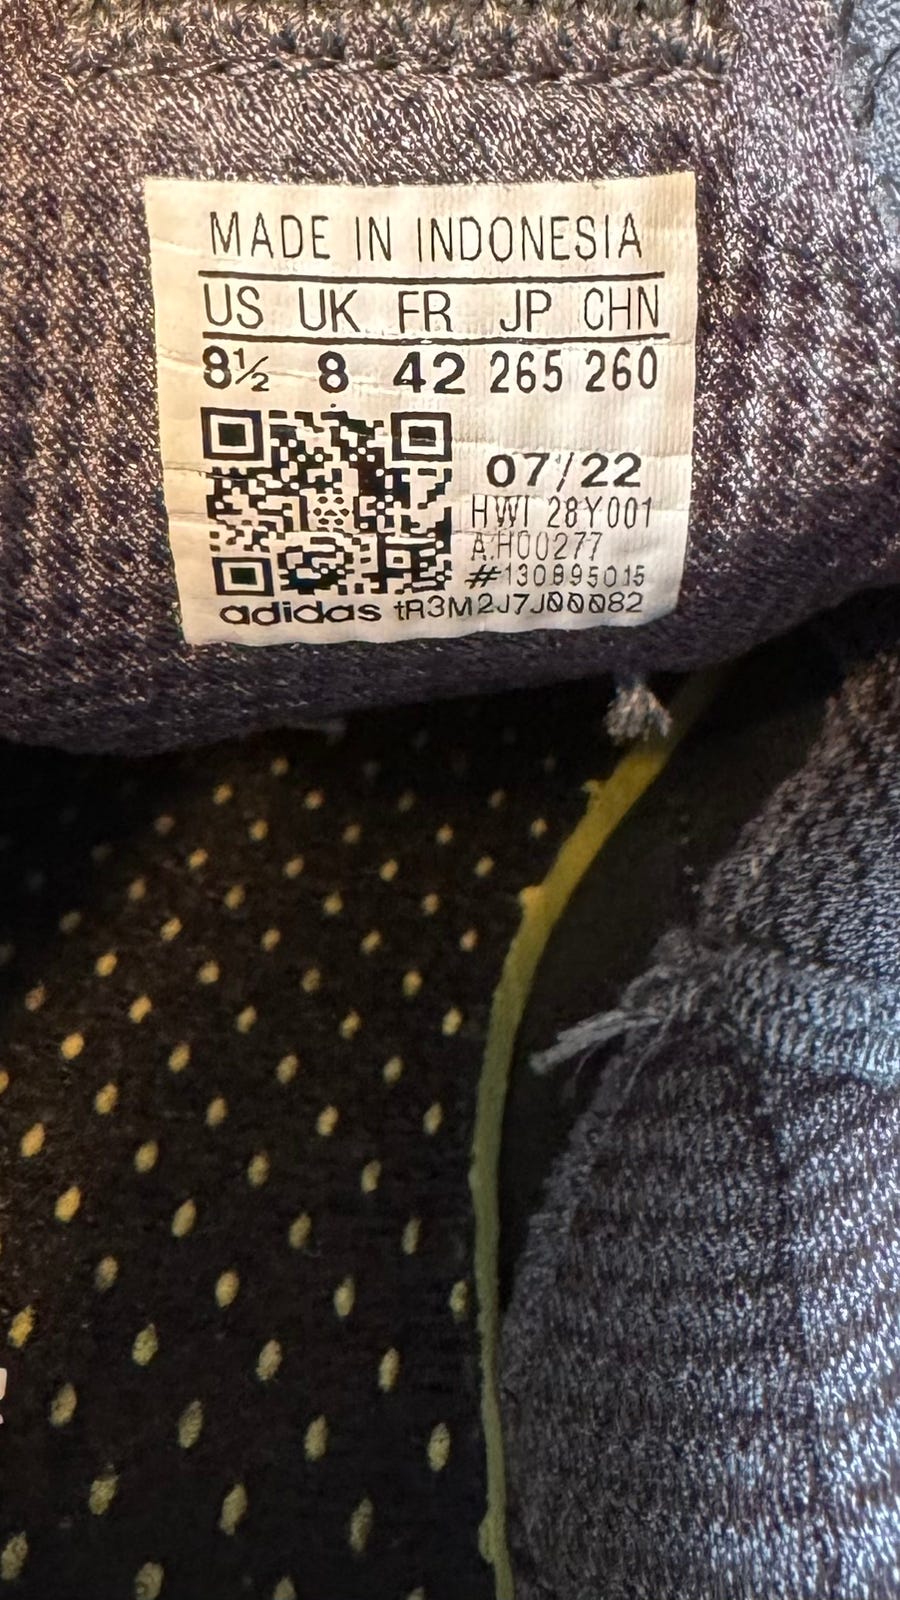 MADE IN INDONESIA
US UK FR JP CHN
8½ 8 42 265 260
07/22
HWI 28Y001
A.H00277
#130895015
adidas tR3M2J7J00082